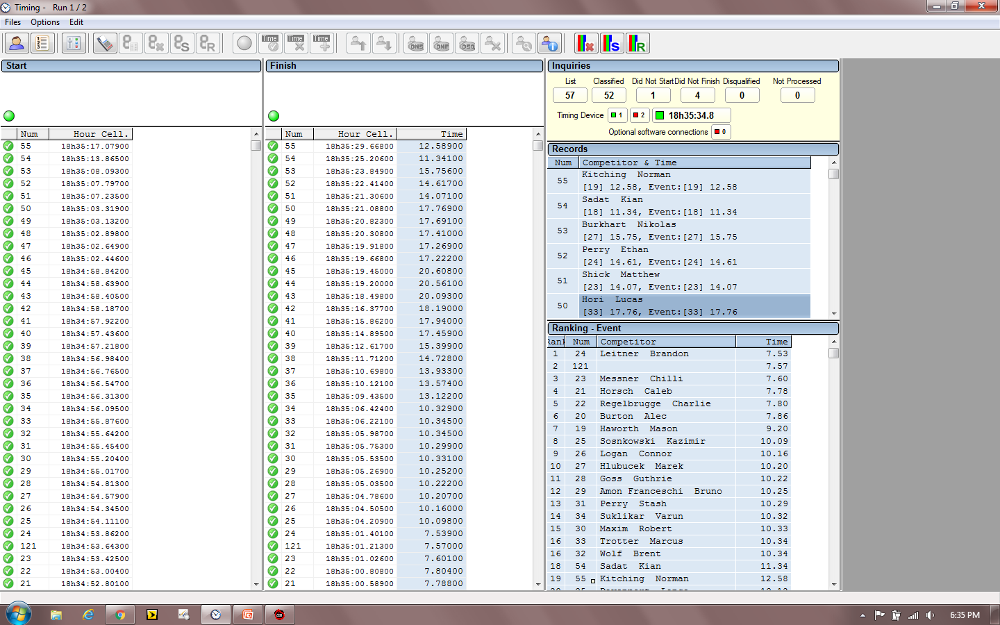 Timing -   Run 1 / 2
Files Options Edit
Time Time Time DNS DNF DSQ
Start
Num Hour Cell.
55 18h35:17.07900
54 18h35:13.86500
53 18h35:08.09300
52 18h35:07.79700
51 18h35:07.23500
50 18h35:03.31900
49 18h35:03.13200
48 18h35:02.89800
47 18h35:02.64900
46 18h35:02.44600
45 18h34:58.84200
44 18h34:58.63900
43 18h34:58.40500
42 18h34:58.18700
41 18h34:57.92200
40 18h34:57.43600
39 18h34:57.21800
38 18h34:56.98400
37 18h34:56.76500
36 18h34:56.54700
35 18h34:56.31300
34 18h34:56.09500
33 18h34:55.87600
32 18h34:55.64200
31 18h34:55.45400
30 18h34:55.20400
29 18h34:55.01700
28 18h34:54.81300
27 18h34:54.57900
26 18h34:54.34500
25 18h34:54.11100
24 18h34:53.86200
121 18h34:53.64300
23 18h34:53.42500
22 18h34:53.00400
21 18h34:52.80100
Finish
Num Hour Cell. Time
55 18h35:29.66800 12.58900
54 18h35:25.20600 11.34100
53 18h35:23.84900 15.75600
52 18h35:22.41400 14.61700
51 18h35:21.30600 14.07100
50 18h35:21.08800 17.76900
49 18h35:20.82300 17.69100
48 18h35:20.30800 17.41000
47 18h35:19.91800 17.26900
46 18h35:19.66800 17.22200
45 18h35:19.45000 20.60800
44 18h35:19.20000 20.56100
43 18h35:18.49800 20.09300
42 18h35:16.37700 18.19000
41 18h35:15.86200 17.94000
40 18h35:14.89500 17.45900
39 18h35:12.61700 15.39900
38 18h35:11.71200 14.72800
37 18h35:10.69800 13.93300
36 18h35:10.12100 13.57400
35 18h35:09.43500 13.12200
34 18h35:06.42400 10.32900
33 18h35:06.22100 10.34500
32 18h35:05.98700 10.34500
31 18h35:05.75300 10.29900
30 18h35:05.53500 10.33100
29 18h35:05.26900 10.25200
28 18h35:05.03500 10.22200
27 18h35:04.78600 10.20700
26 18h35:04.50500 10.16000
25 18h35:04.20900 10.09800
24 18h35:01.40100 7.53900
121 18h35:01.21300 7.57000
23 18h35:01.02600 7.60100
22 18h35:00.80800 7.80400
21 18h35:00.58900 7.78800
Inquiries
List Classified Did Not Start Did Not Finish Disqualified Not Processed
57 52 1 4 0 0
Timing Device 1 2 18h35:34.8
Optional software connections 0
Records
Num Competitor & Time
55 Kitching Norman
[19] 12.58, Event:[19] 12.58
54 Sadat Kian
[18] 11.34, Event:[18] 11.34
53 Burkhart Nikolas
[27] 15.75, Event:[27] 15.75
52 Perry Ethan
[24] 14.61, Event:[24] 14.61
51 Shick Matthew
[23] 14.07, Event:[23] 14.07
50 Hori Lucas
[33] 17.76, Event:[33] 17.76
Ranking - Event
Rank Num Competitor Time
1 24 Leitner Brandon 7.53
2 121 7.57
3 23 Messner Chilli 7.60
4 21 Horsch Caleb 7.78
5 22 Regelbrugge Charlie 7.80
6 20 Burton Alec 7.86
7 19 Haworth Mason 9.20
8 25 Sosnkowski Kazimir 10.09
9 26 Logan Connor 10.16
10 27 Hlubucek Marek 10.20
11 28 Goss Guthrie 10.22
12 29 Amon Franceschi Bruno 10.25
13 31 Perry Stash 10.29
14 34 Suklikar Varun 10.32
15 30 Maxim Robert 10.33
16 33 Trotter Marcus 10.34
16 32 Wolf Brent 10.34
18 54 Sadat Kian 11.34
19 55 Kitching Norman 12.58
6:35 PM